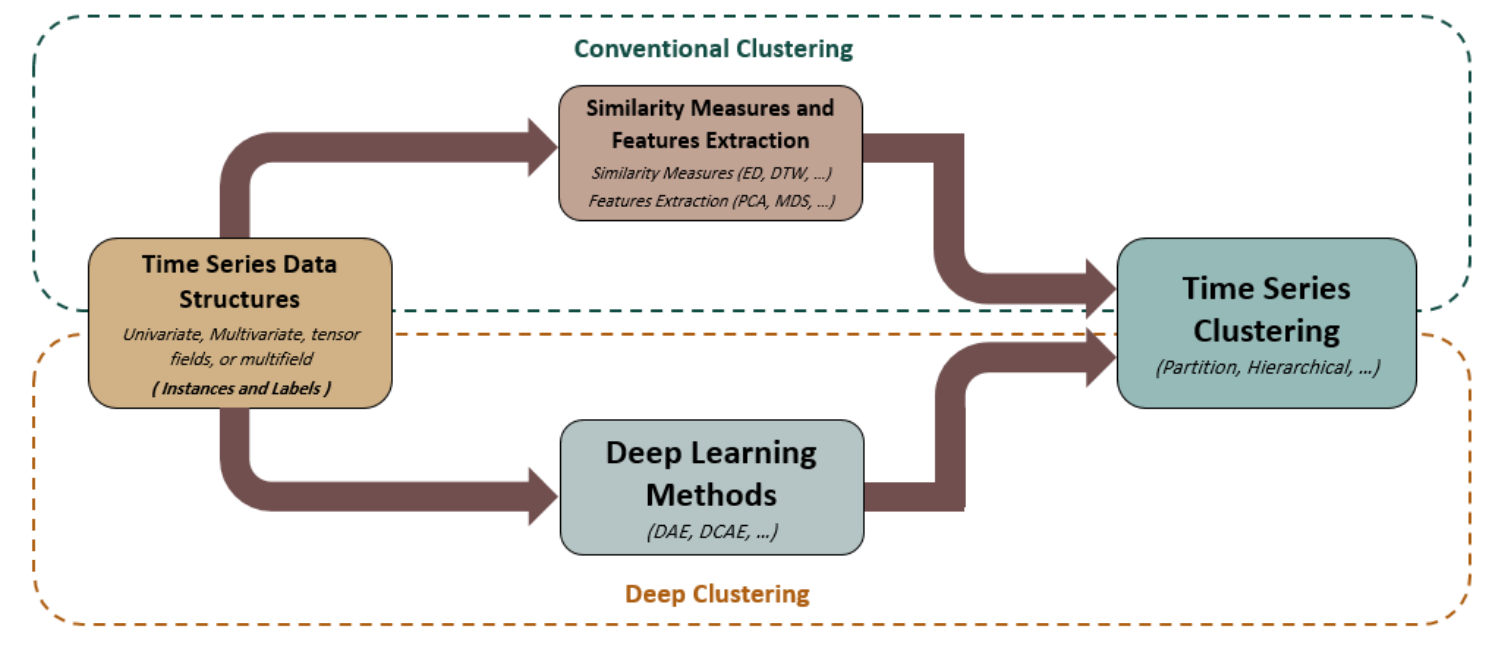 Conventional Clustering
Similarity Measures and
Features Extraction
Similarity Measures (ED, DTW, ...)
Features Extraction (PCA, MDS, ...)
Time Series Data
Structures
Univariate, Multivariate, tensor
fields, or multifield
( Instances and Labels )
Time Series
Clustering
(Partition, Hierarchical, ...)
Deep Learning
Methods
(DAE, DCAE, ...)
Deep Clustering